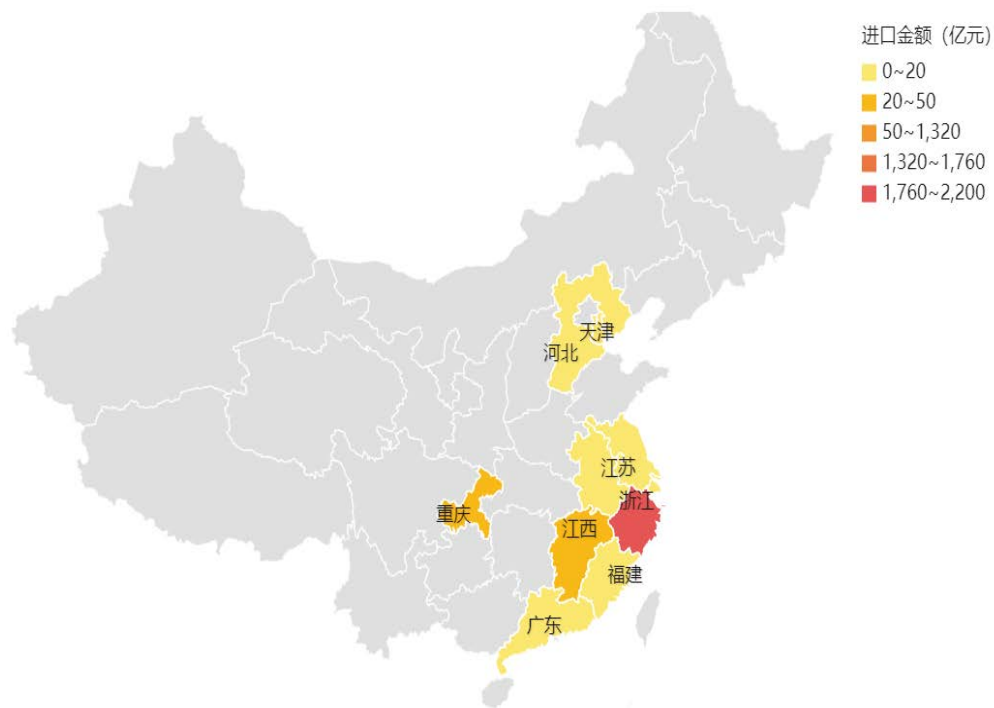 进口金额（亿元）
0~20
20~50
50~1,320
1,320~1,760
1,760~2,200
天津
河北
江苏
浙江
重庆
江西
福建
广东